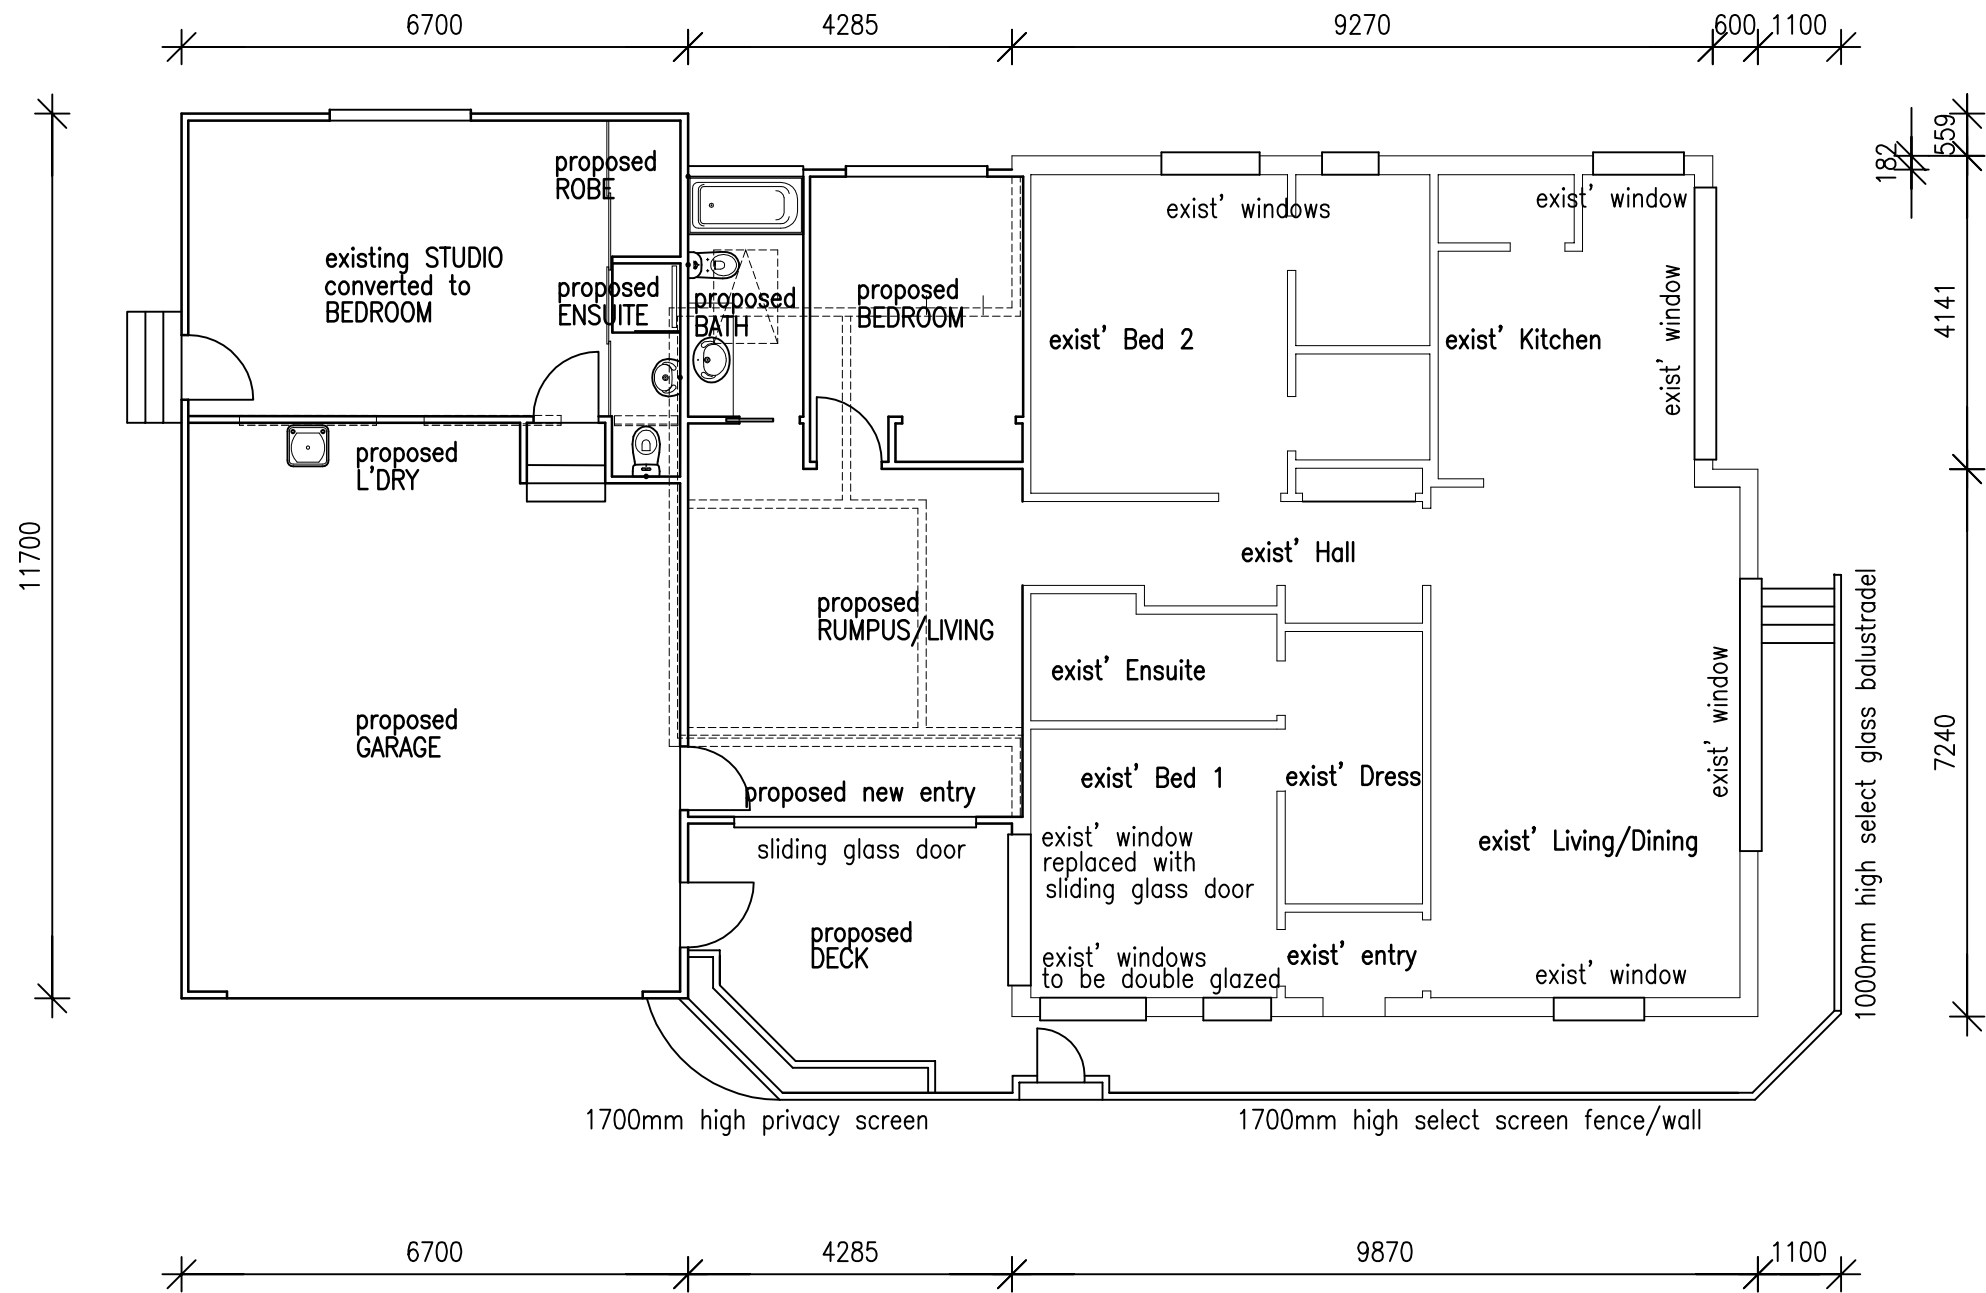 6700
4285
9270
600
1100
559
182
proposed
ROBE
exist' windows
exist' window
existing STUDIO
converted to
BEDROOM
proposed
ENSUITE
proposed
BATH
proposed
BEDROOM
exist' Bed 2
exist' Kitchen
exist' window
4141
proposed
L'DRY
11700
exist' Hall
proposed
RUMPUS/LIVING
exist' Ensuite
proposed
GARAGE
proposed new entry
exist' Bed 1
exist' Dress
exist' window
7240
1000mm high select glass balustradel
sliding glass door
exist' window
replaced with
sliding glass door
exist' Living/Dining
proposed
DECK
exist' windows
to be double glazed
exist' entry
exist' window
1700mm high privacy screen
1700mm high select screen fence/wall
6700
4285
9870
1100